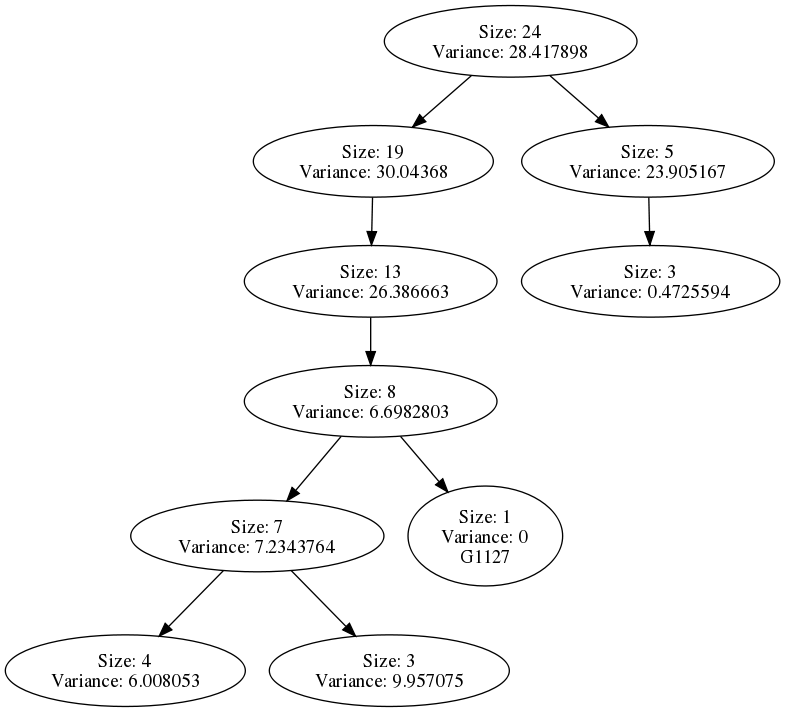 Size: 24
Variance: 28.417898
Size: 19
Variance: 30.04368
Size: 5
Variance: 23.905167
Size: 13
Variance: 26.386663
Size: 3
Variance: 0.4725594
Size: 8
Variance: 6.6982803
Size: 7
Variance: 7.2343764
Size: 1
Variance: 0
G1127
Size: 4
Variance: 6.008053
Size: 3
Variance: 9.957075